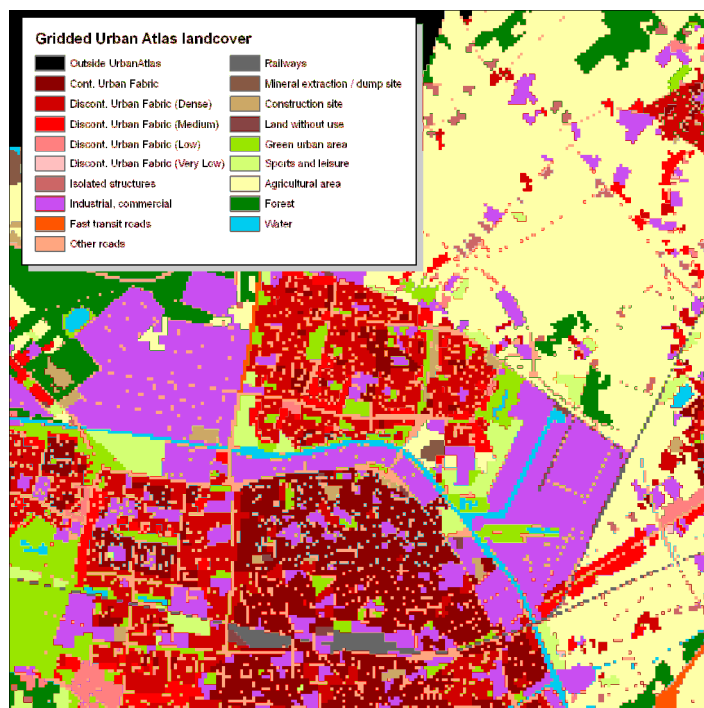 Gridded Urban Atlas landcover
Outside UrbanAtlas
Cont. Urban Fabric
Discont. Urban Fabric (Dense)
Discont. Urban Fabric (Medium)
Discont. Urban Fabric (Low)
Discont. Urban Fabric (Very Low)
Isolated structures
Industrial, commercial
Fast transit roads
Other roads
Railways
Mineral extraction / dump site
Construction site
Land without use
Green urban area
Sports and leisure
Agricultural area
Forest
Water